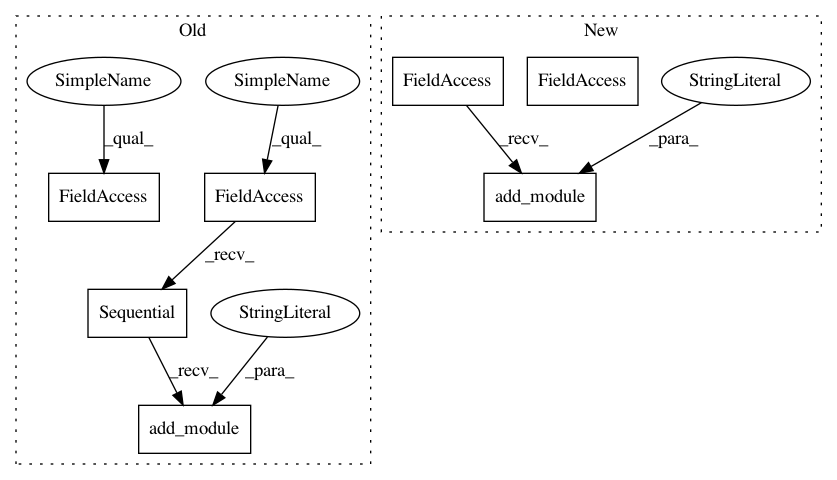 Old
New
SimpleName
SimpleName
FieldAccess
FieldAccess
StringLiteral
_qual_
_qual_
_recv_
_para_
FieldAccess
FieldAccess
add_module
_recv_
Sequential
StringLiteral
_recv_
_para_
add_module